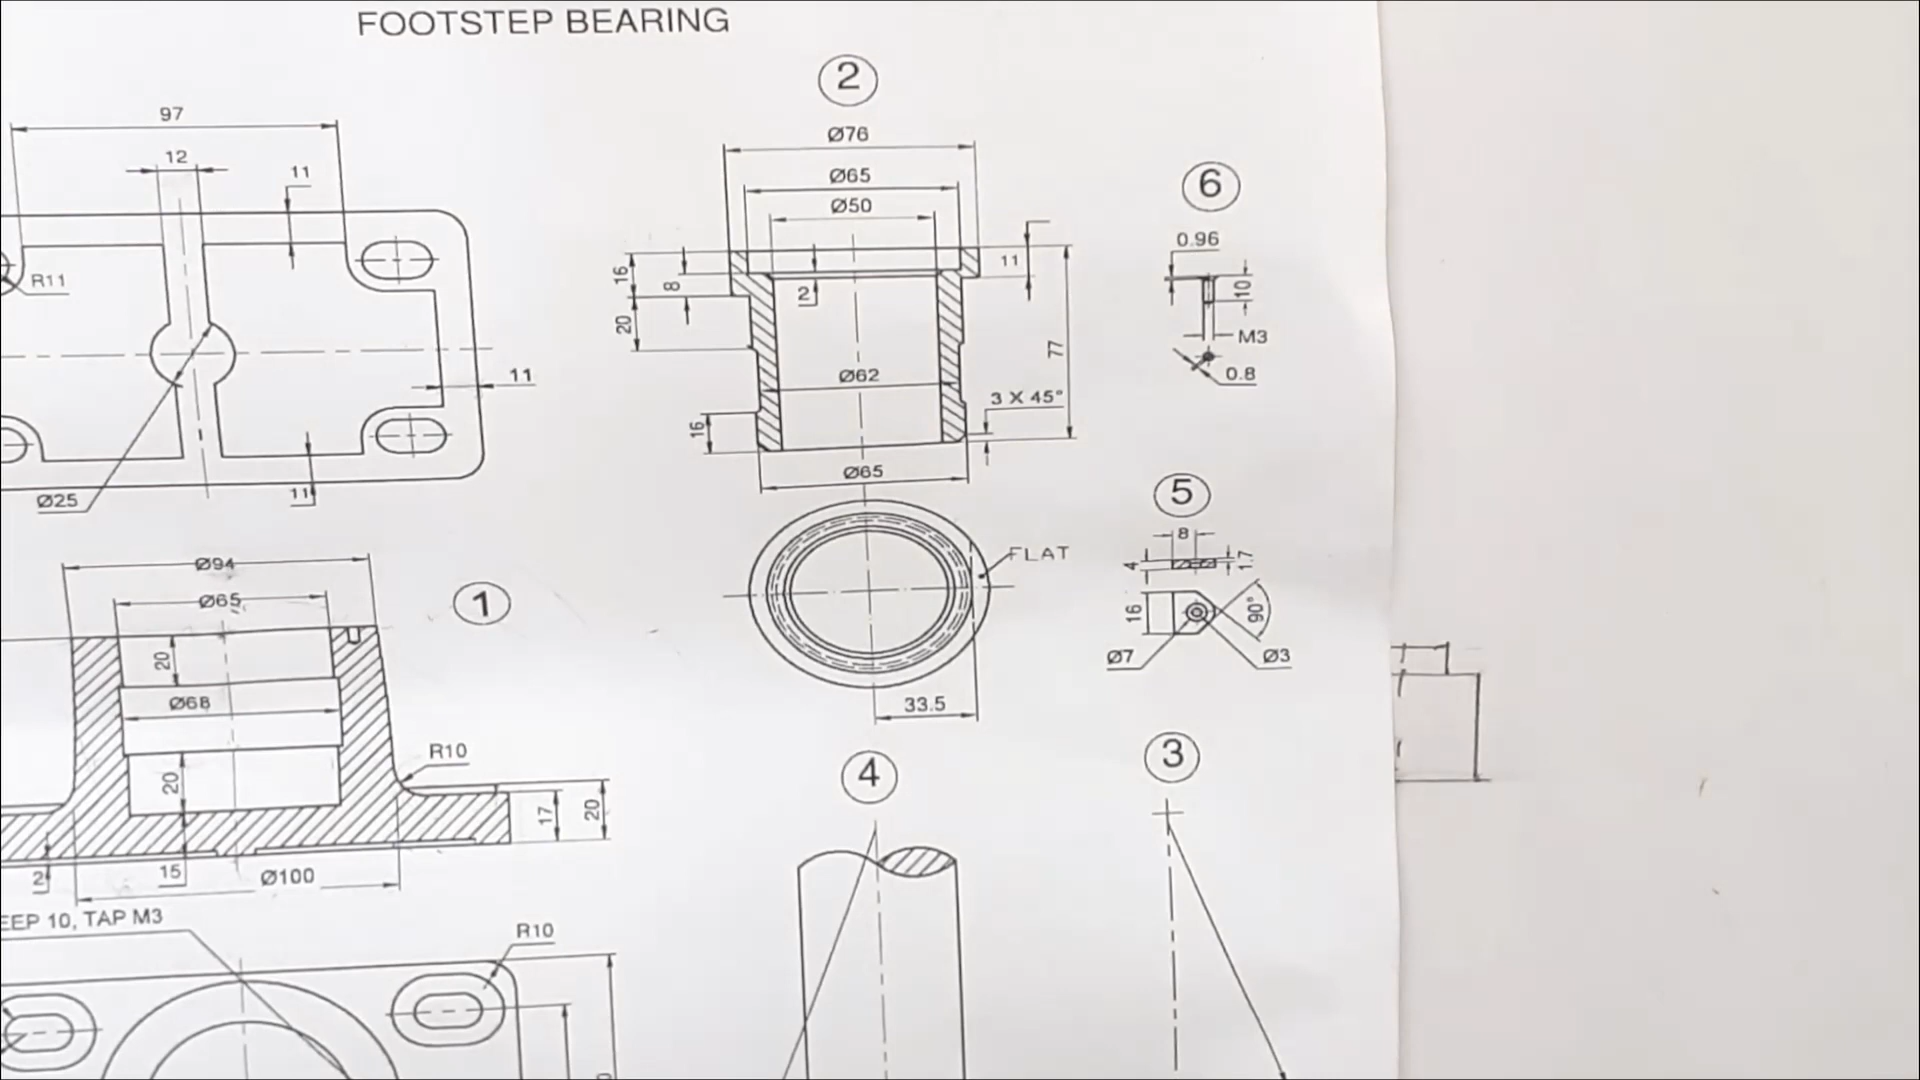 FOOTSTEP BEARING
2
97
Ø76
12
11
Ø65
6
Ø50
0.96
R11
16
8
2
11
10
20
M3
77
0.8
11
Ø62
3 X 45°
16
Ø65
Ø25
11
5
8
FLAT
4
1.7
Ø94
Ø65
1
16
90°
Ø7
Ø3
20
Ø68
33.5
R10
4
3
20
17
20
2
15
Ø100
10, TAP M3
R10